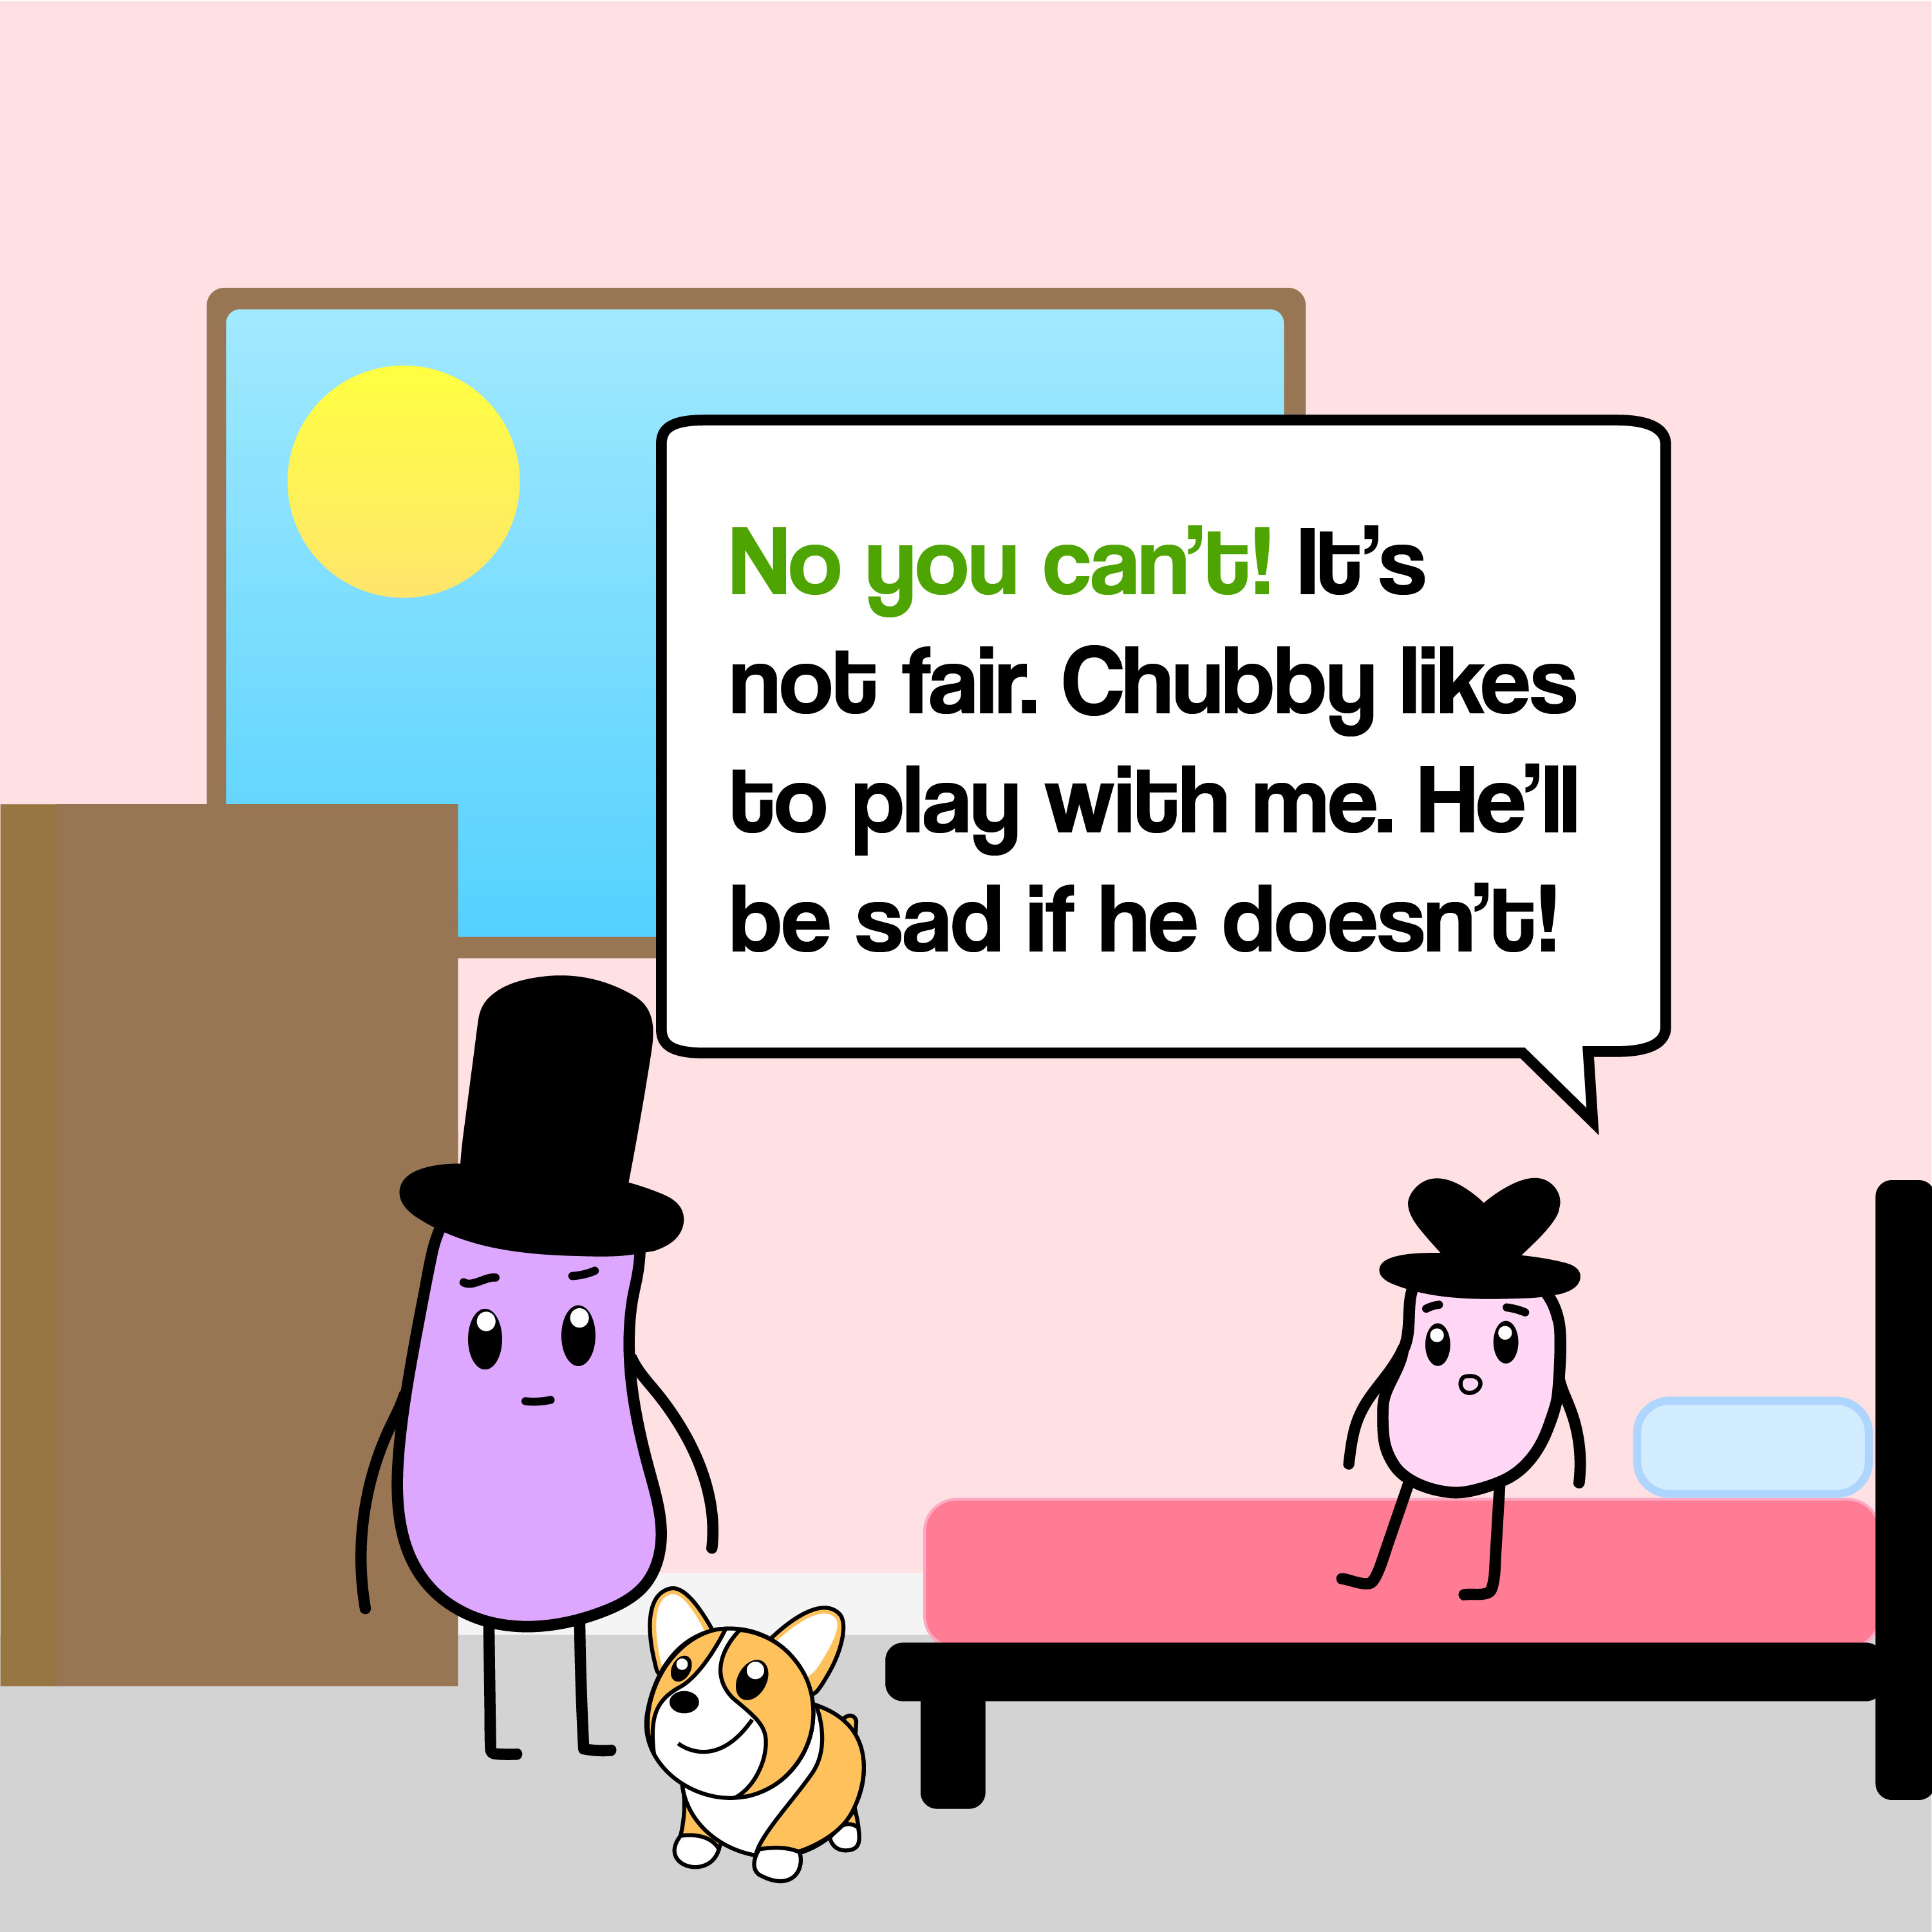 No you can’t! It’s
not fair. Chubby likes
to play with me. He’ll
be sad if he doesn’t!